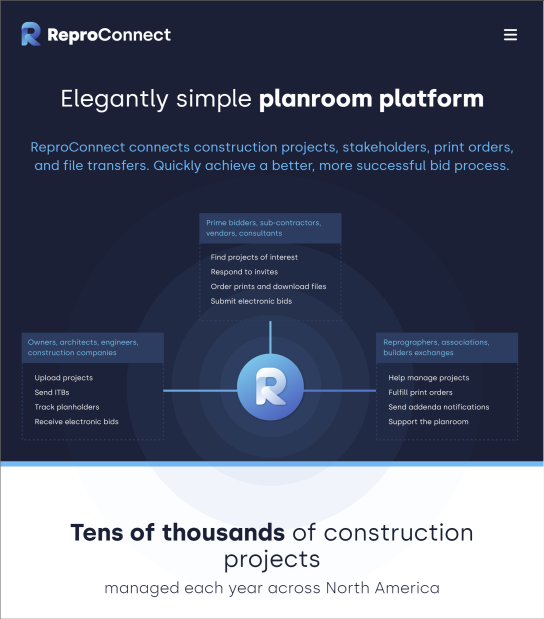 ReproConnect
Elegantly simple planroom platform
ReproConnect connects construction projects, stakeholders, print orders,
and file transfers. Quickly achieve a better, more successful bid process.
Prime bidders, sub-contractors,
vendors, consultants
Find projects of interest
Respond to invites
Order prints and download files
Submit electronic bids
Owners, architects, engineers,
construction companies
Upload projects
Send ITBs
Track planholders
Receive electronic bids
R
Reprographers, associations,
builders exchanges
Help manage projects
Fulfill print orders
Send addenda notifications
Support the planroom
Tens of thousands of construction
projects
managed each year across North America